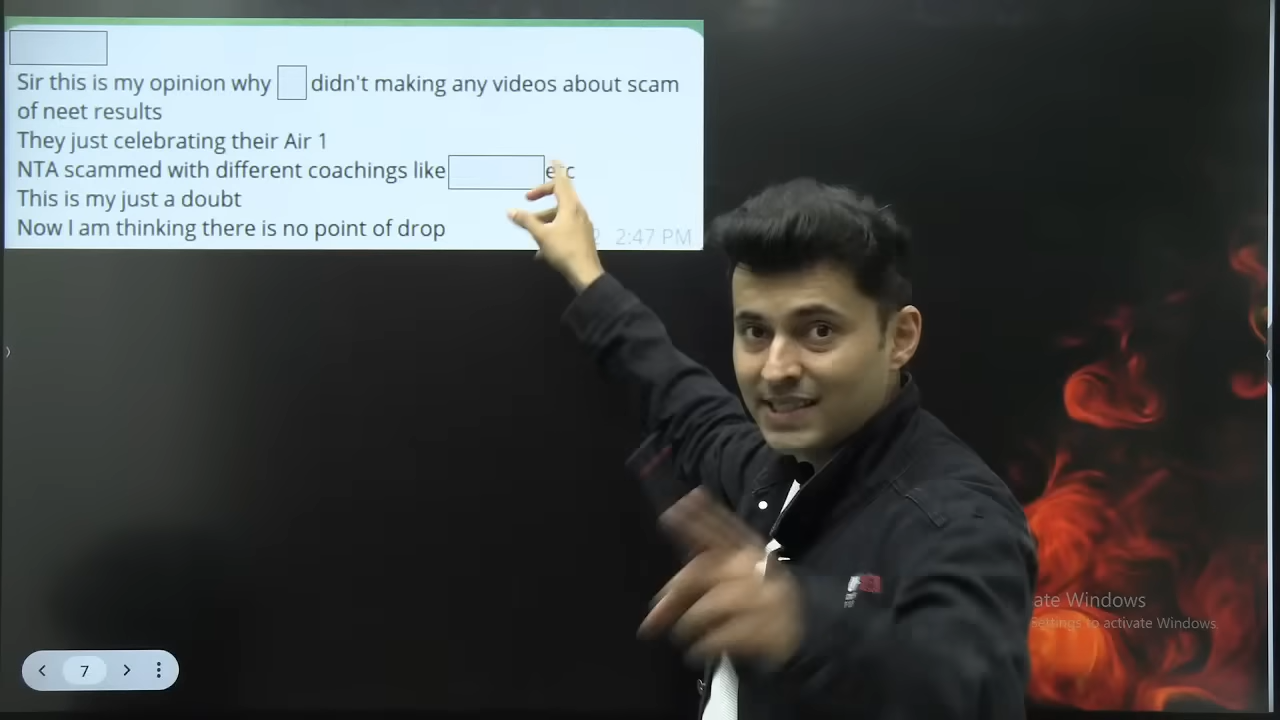 Sir this is my opinion why didn't making any videos about scam
of neet results
They just celebrating their Air 1
NTA scammed with different coachings like etc
This is my just a doubt
Now I am thinking there is no point of drop
2:47 PM
ate Windows
Settings to activate Windows.
7